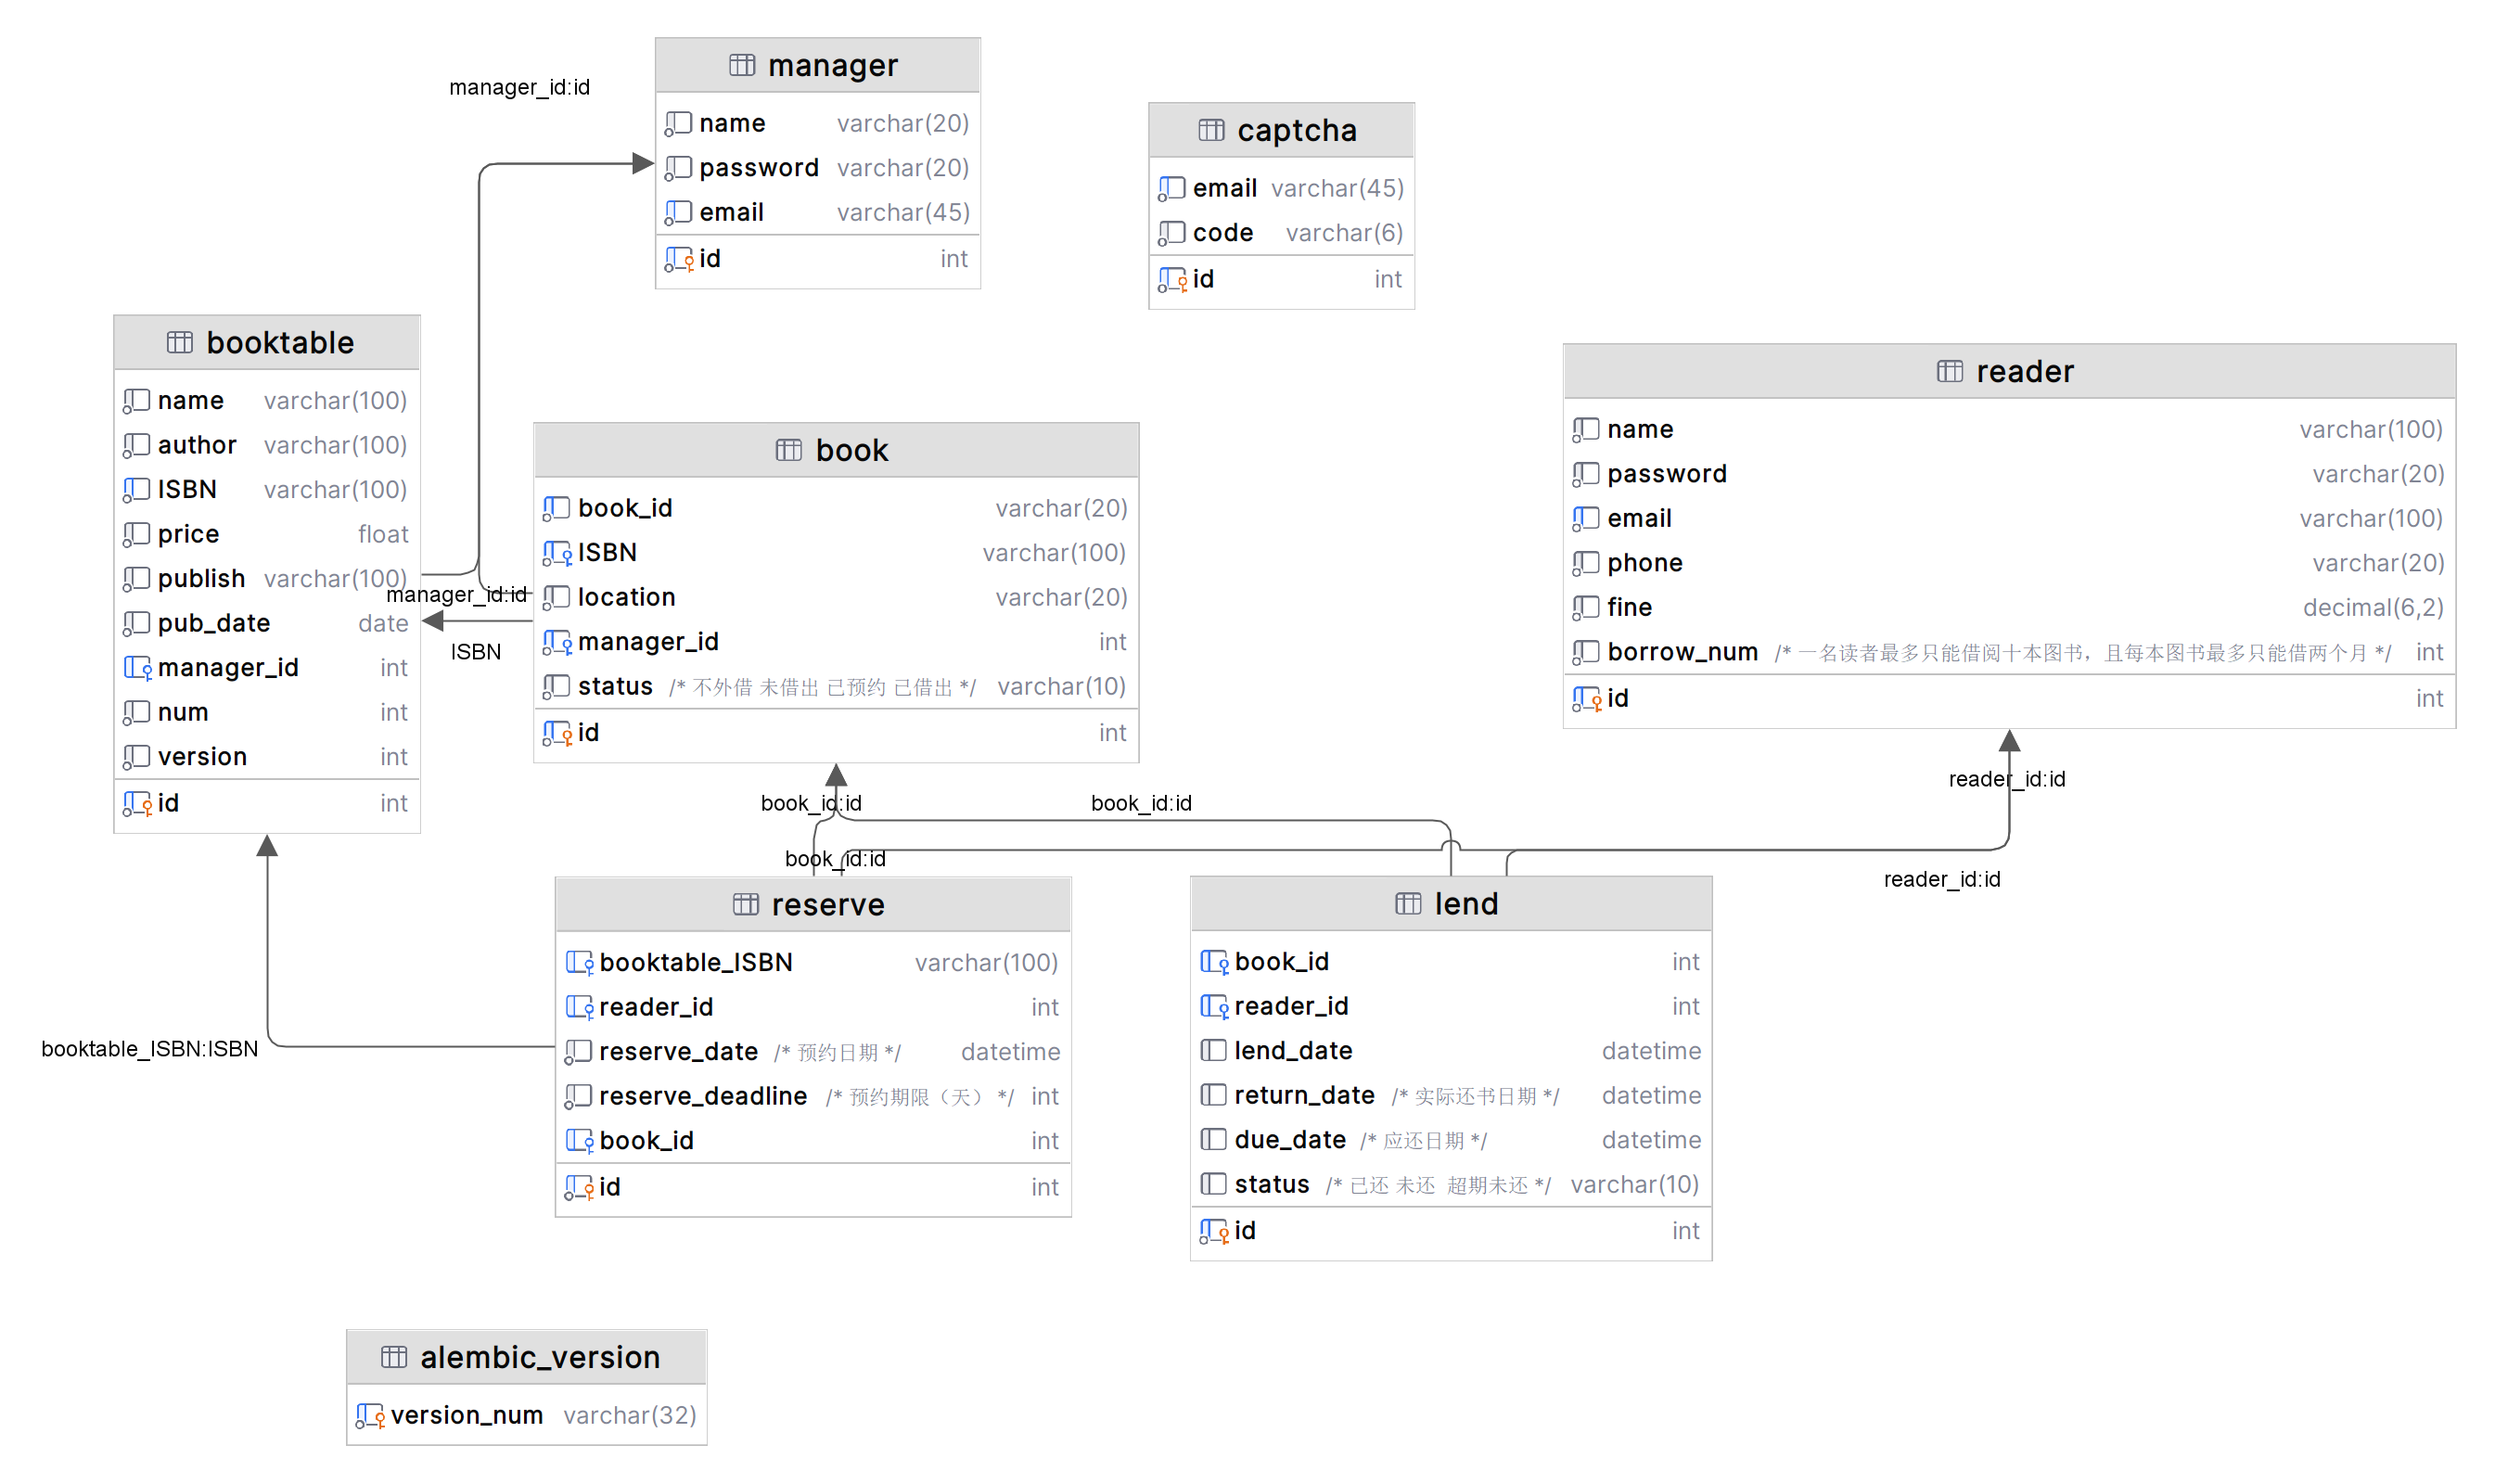 manager_id:id
manager
name varchar(20)
password varchar(20)
email varchar(45)
id int
captcha
email varchar(45)
code varchar(6)
id int
booktable
name varchar(100)
author varchar(100)
ISBN varchar(100)
price float
publish varchar(100)
pub_date date
manager_id int
num int
version int
id int
manager_id:id
ISBN
book
book_id varchar(20)
ISBN varchar(100)
location varchar(20)
manager_id int
status /* 不外借 未借出 已预约 已借出 */ varchar(10)
id int
reader
name varchar(100)
password varchar(20)
email varchar(100)
phone varchar(20)
fine decimal(6,2)
borrow_num /* 一名读者最多只能借阅十本图书，且每本图书最多只能借两个月 */ int
id int
book_id:id
book_id:id
reader_id:id
book_id:id
reader_id:id
booktable_ISBN:ISBN
reserve
booktable_ISBN varchar(100)
reader_id int
reserve_date /* 预约日期 */ datetime
reserve_deadline /* 预约期限（天） */ int
book_id int
id int
lend
book_id int
reader_id int
lend_date datetime
return_date /* 实际还书日期 */ datetime
due_date /* 应还日期 */ datetime
status /* 已还 未还 超期未还 */ varchar(10)
id int
alembic_version
version_num varchar(32)